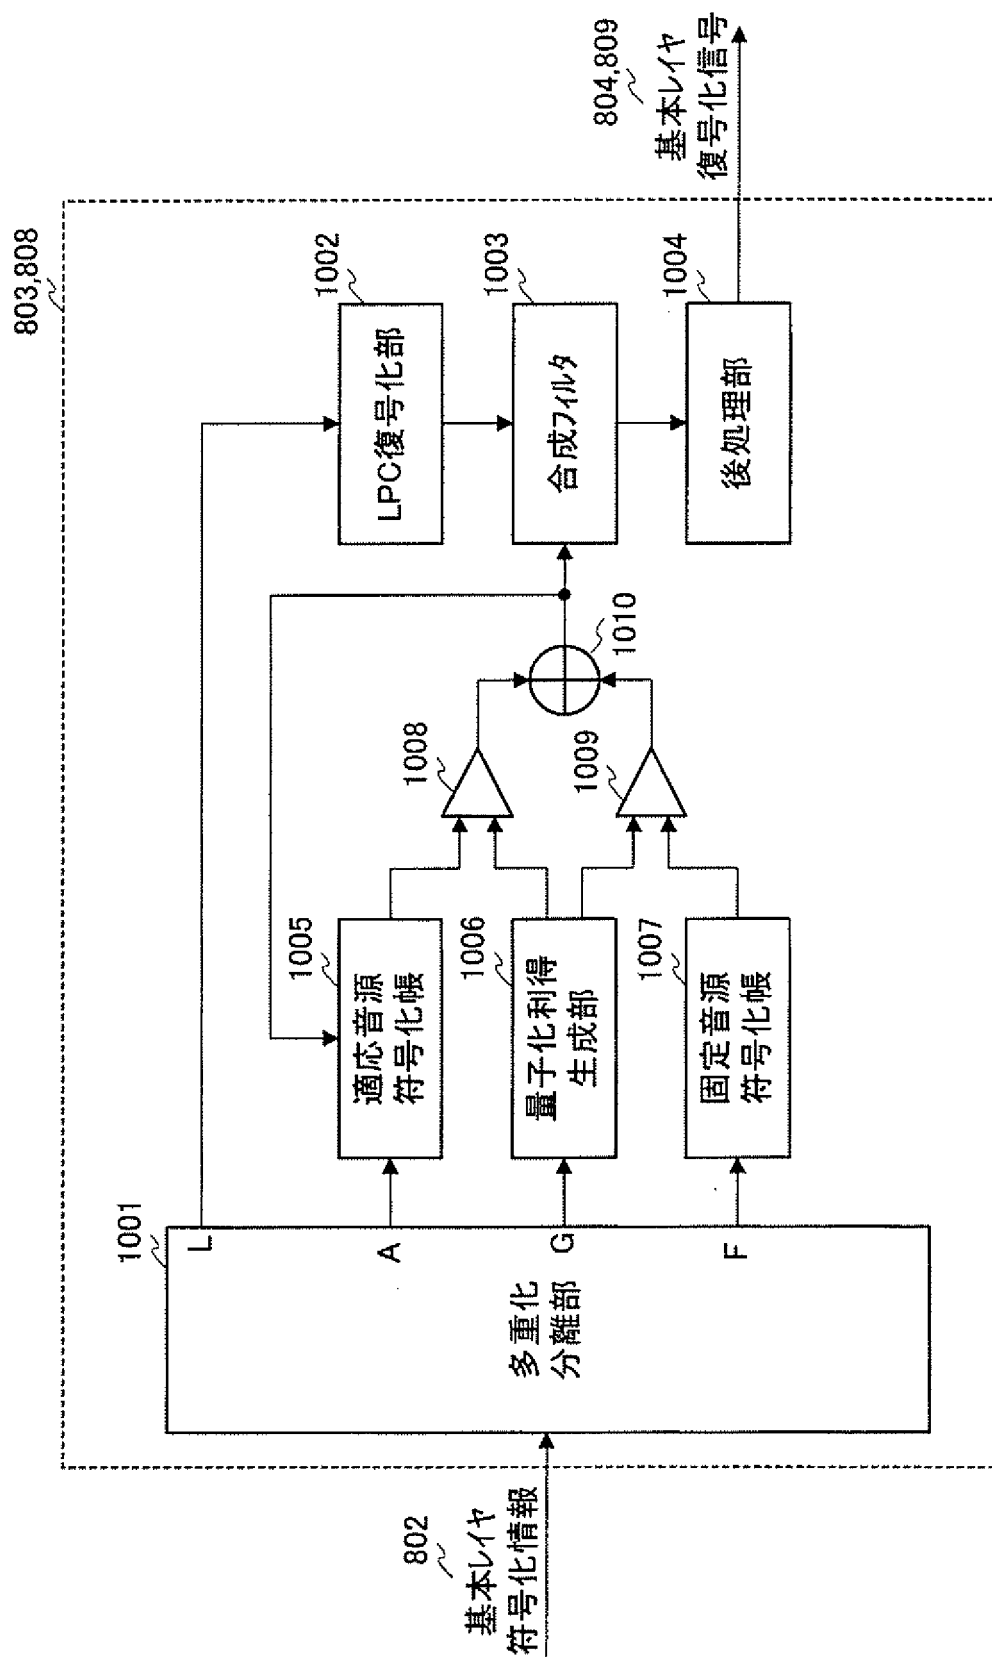 803,808
802
基本レイヤ
符号化情報
1001
多重化
分離部
L
A
G
F
1005
適応音源
符号化帳
1006
量子化利得
生成部
1007
固定音源
符号化帳
1008
1009
1010
1002
LPC復号化部
1003
合成フィルタ
1004
後処理部
804,809
基本レイヤ
復号化信号